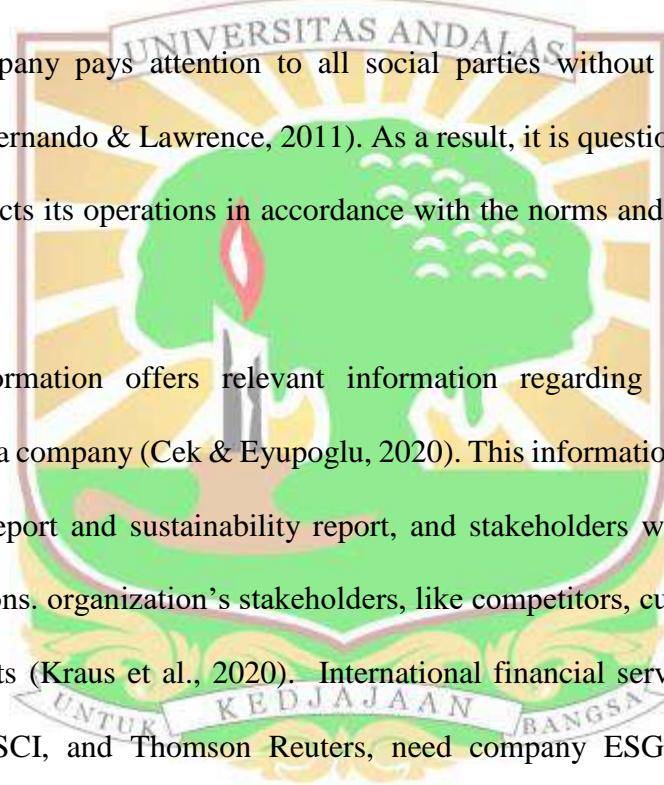 UNIVERSITAS ANDALAS
pany pays attention to all social parties without
ernando & Lawrence, 2011). As a result, it is questio
cts its operations in accordance with the norms and
ormation offers relevant information regarding
a company (Cek & Eyupoglu, 2020). This informatio
eport and sustainability report, and stakeholders w
ons. organization’s stakeholders, like competitors, cu
ts (Kraus et al., 2020). International financial serv
UNTUK KEDJAJAAN BANGSA
SCI, and Thomson Reuters, need company ESG